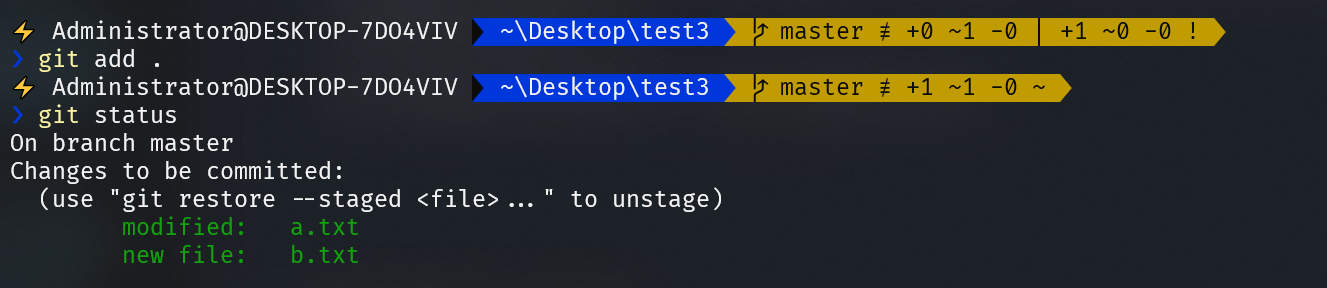 ⚡ Administrator@DESKTOP-7DO4VIV ~\Desktop\test3 master ≢ +0 ~1 -0 | +1 ~0 -0 !
❯ git add .
⚡ Administrator@DESKTOP-7DO4VIV ~\Desktop\test3 master ≢ +1 ~1 -0 ~
❯ git status
On branch master
Changes to be committed:
  (use "git restore --staged <file>..." to unstage)
        modified:   a.txt
        new file:   b.txt